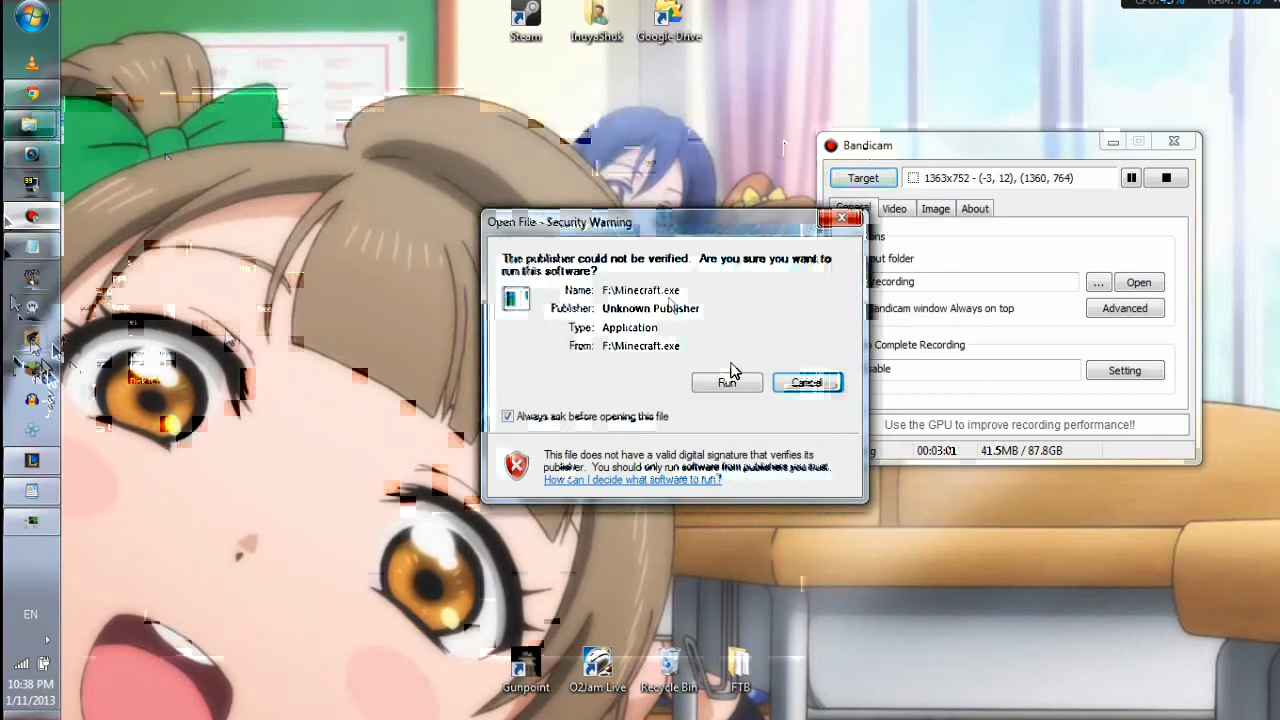 CPU:43% RAM:76%
Steam
InuyaShuk
Google Drive
Bandicam
Target
1363x752 - (-3, 12), (1360, 764)
General
Video
Image
About
Open
Advanced
andicam window Always on top
Complete Recording
Setting
Use the GPU to improve recording performance!!
00:03:01
41.5MB / 87.8GB
Open File - Security Warning
The publisher could not be verified. Are you sure you want to
run this software?
Name: F:\Minecraft.exe
Publisher: Unknown Publisher
Type: Application
From: F:\Minecraft.exe
Run
Cancel
Always ask before opening this file
This file does not have a valid digital signature that verifies its
publisher. You should only run software from publishers you trust.
How can I decide what software to run?
EN
10:38 PM
1/11/2013
Gunpoint
O2Jam Live
Recycle Bin
FTB